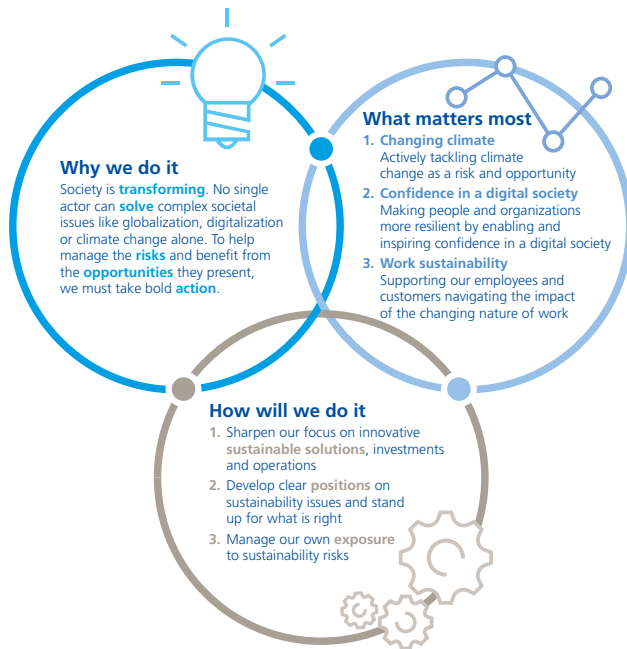 Why we do it
Society is transforming. No single
actor can solve complex societal
issues like globalization, digitalization
or climate change alone. To help
manage the risks and benefit from
the opportunities they present,
we must take bold action.
What matters most
1. Changing climate
Actively tackling climate
change as a risk and opportunity
2. Confidence in a digital society
Making people and organizations
more resilient by enabling and
inspiring confidence in a digital society
3. Work sustainability
Supporting our employees and
customers navigating the impact
of the changing nature of work
How will we do it
1. Sharpen our focus on innovative
sustainable solutions, investments
and operations
2. Develop clear positions on
sustainability issues and stand
up for what is right
3. Manage our own exposure
to sustainability risks